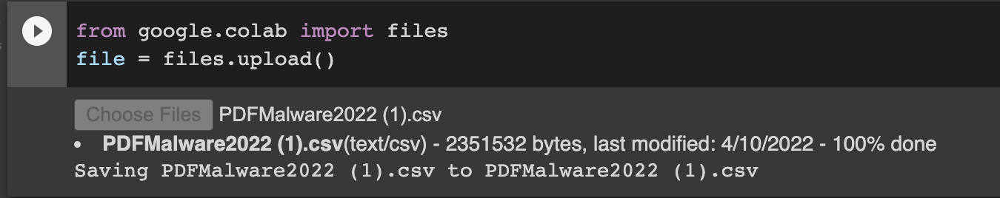 from google.colab import files
file = files.upload()
Choose Files PDFMalware2022 (1).csv
• PDFMalware2022 (1).csv(text/csv) - 2351532 bytes, last modified: 4/10/2022 - 100% done
Saving PDFMalware2022 (1).csv to PDFMalware2022 (1).csv